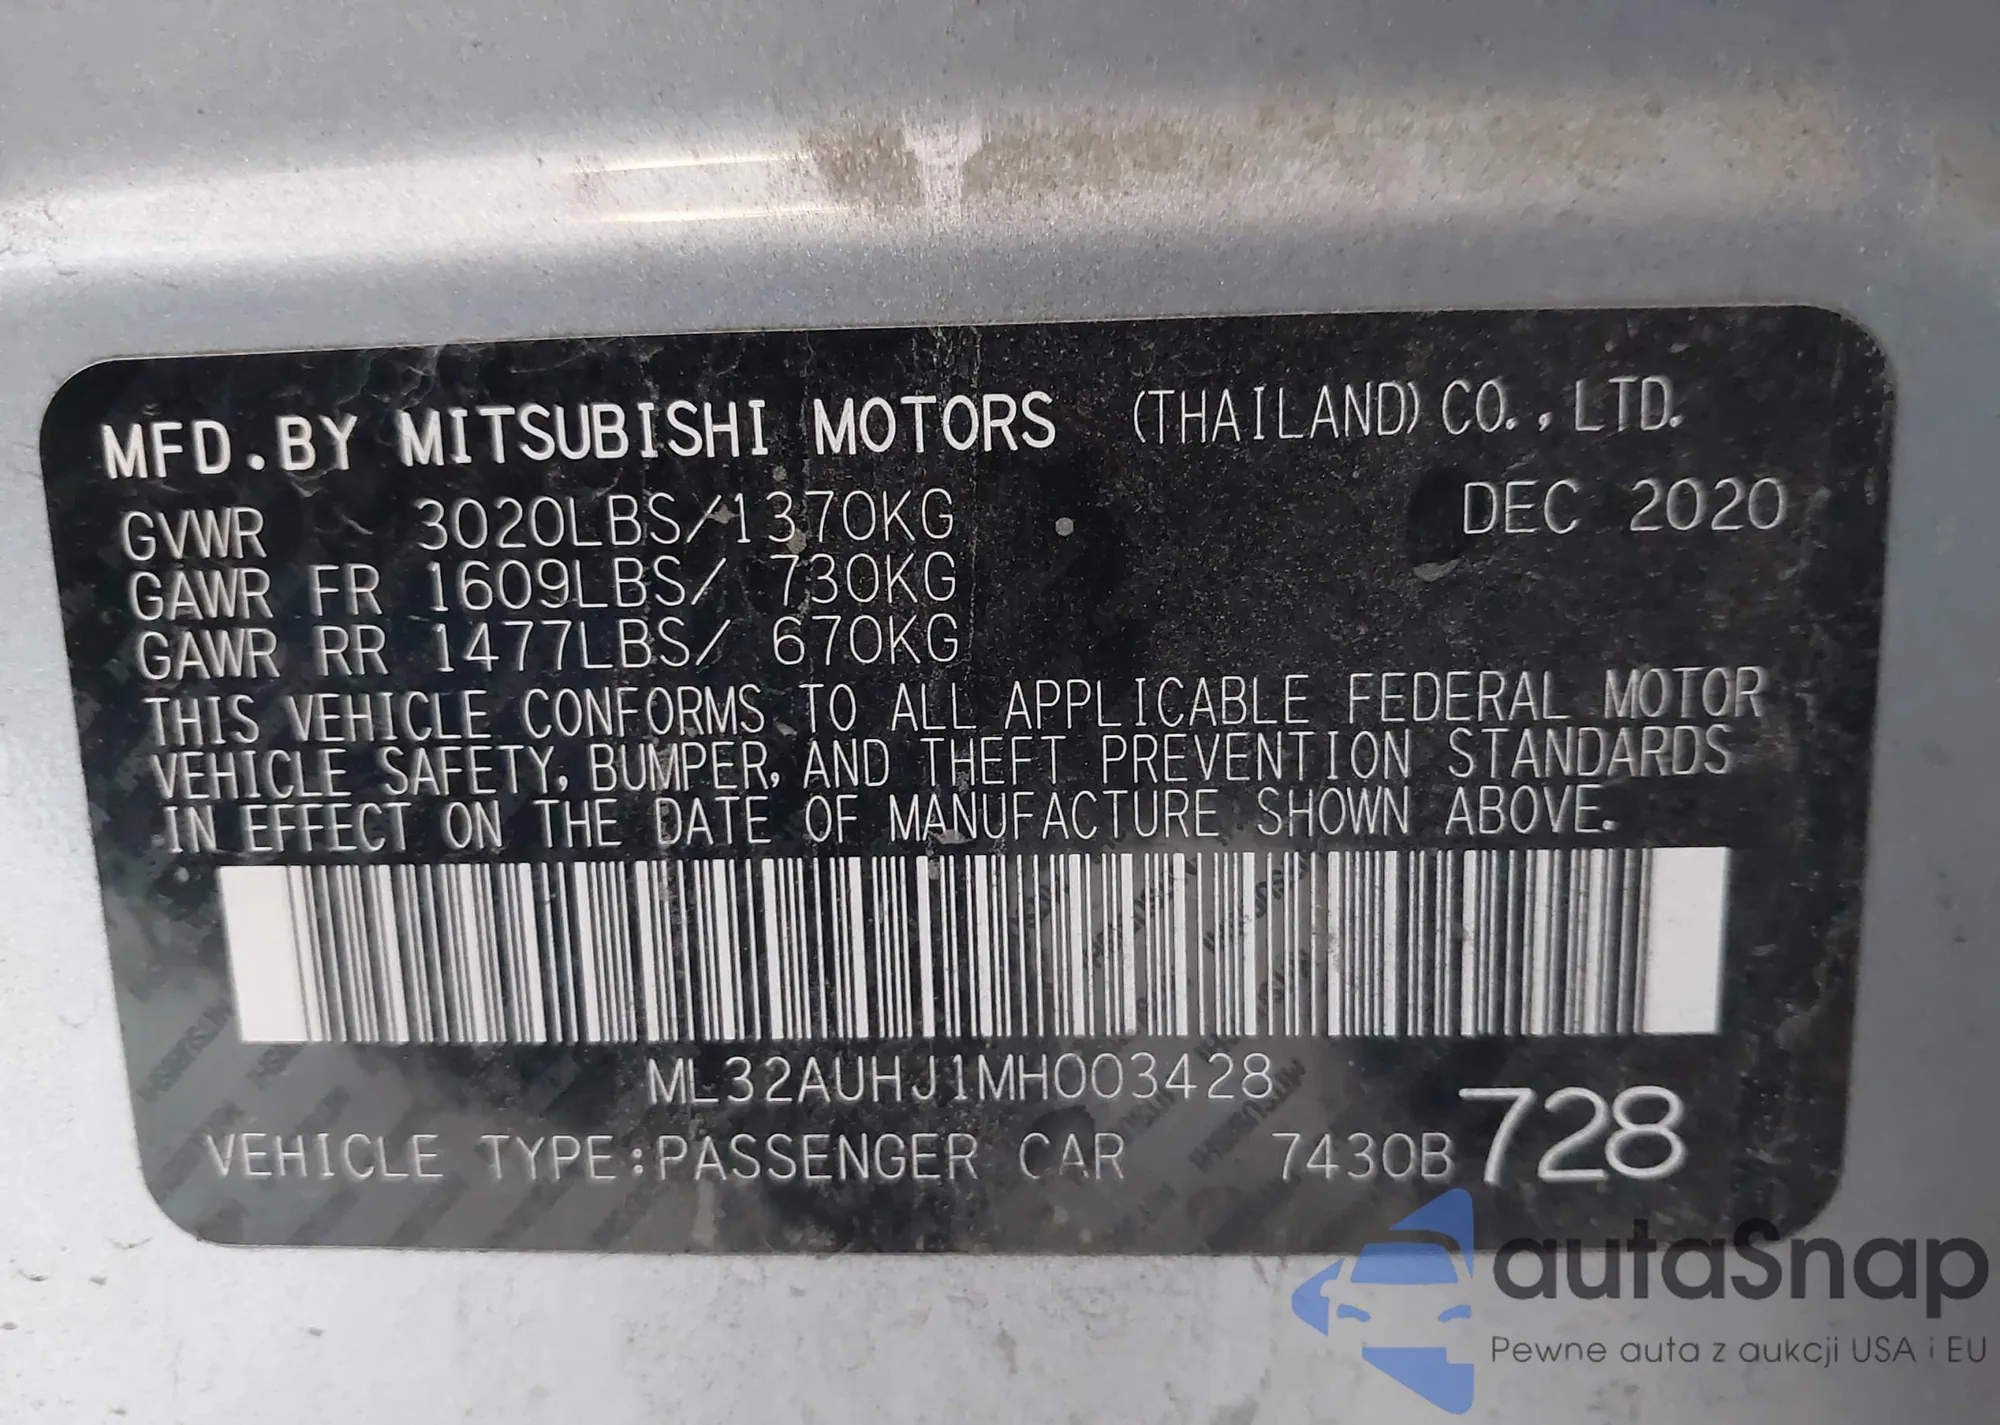 MFD.BY MITSUBISHI MOTORS (THAILAND) CO.,LTD.
GVWR 3020LBS/1370KG DEC 2020
GAWR FR 1609LBS/ 730KG
GAWR RR 1477LBS/ 670KG
THIS VEHICLE CONFORMS TO ALL APPLICABLE FEDERAL MOTOR
VEHICLE SAFETY, BUMPER, AND THEFT PREVENTION STANDARDS
IN EFFECT ON THE DATE OF MANUFACTURE SHOWN ABOVE.
ML32AUHJ1MH003428
VEHICLE TYPE:PASSENGER CAR 7430B 728
autaSnap
Pewne auta z aukcji USA i EU